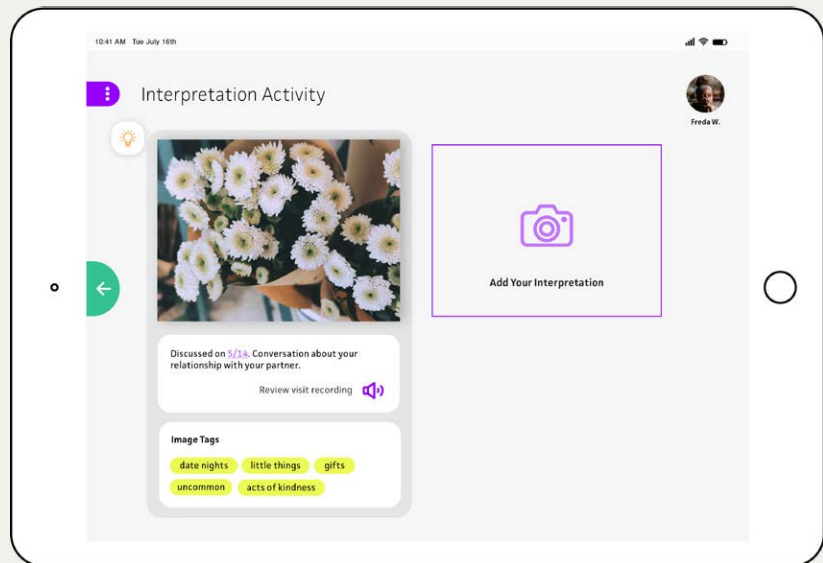 10:41 AM Tue July 16th
Interpretation Activity
Freda W.
Add Your Interpretation
Discussed on 5/14. Conversation about your
relationship with your partner.
Review visit recording
Image Tags
date nights little things gifts
uncommon acts of kindness